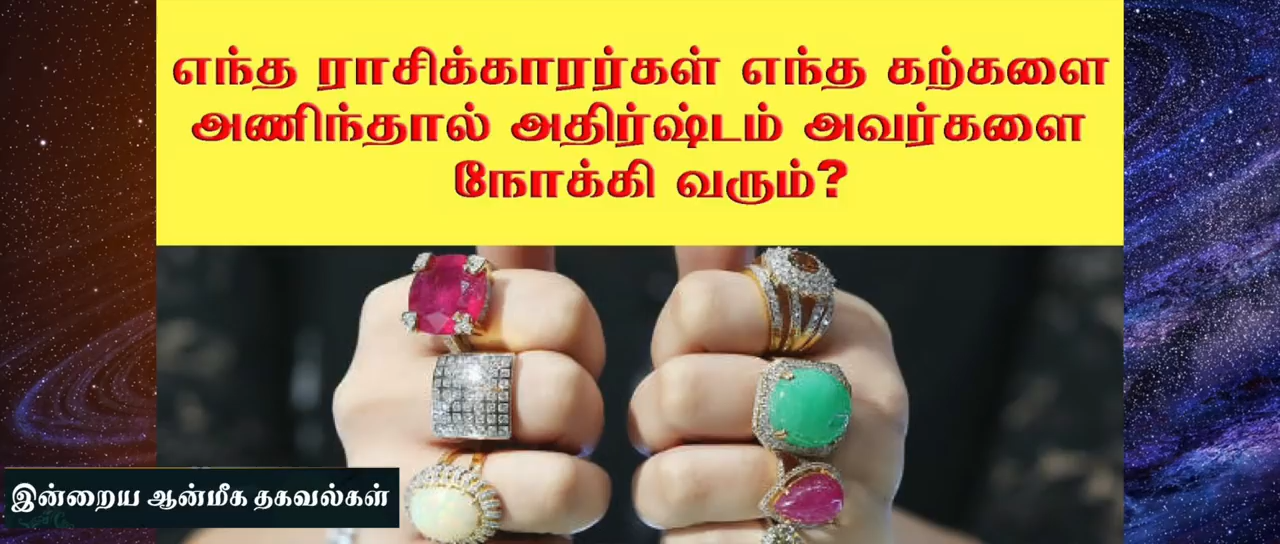 எந்த ராசிக்காரர்கள் எந்த கற்களை
அணிந்தால் அதிர்ஷ்டம் அவர்களை
நோக்கி வரும்?
இன்றைய ஆன்மீக தகவல்கள்